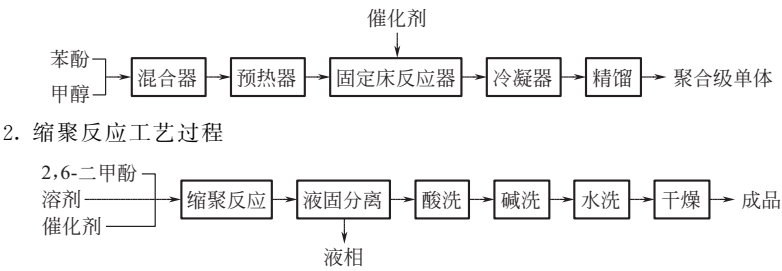 催化剂
苯酚
甲醇
混合器
预热器
固定床反应器
冷凝器
精馏
聚合级单体
2. 缩聚反应工艺过程
2,6-二甲酚
溶剂
催化剂
缩聚反应
液固分离
酸洗
碱洗
水洗
干燥
成品
液相